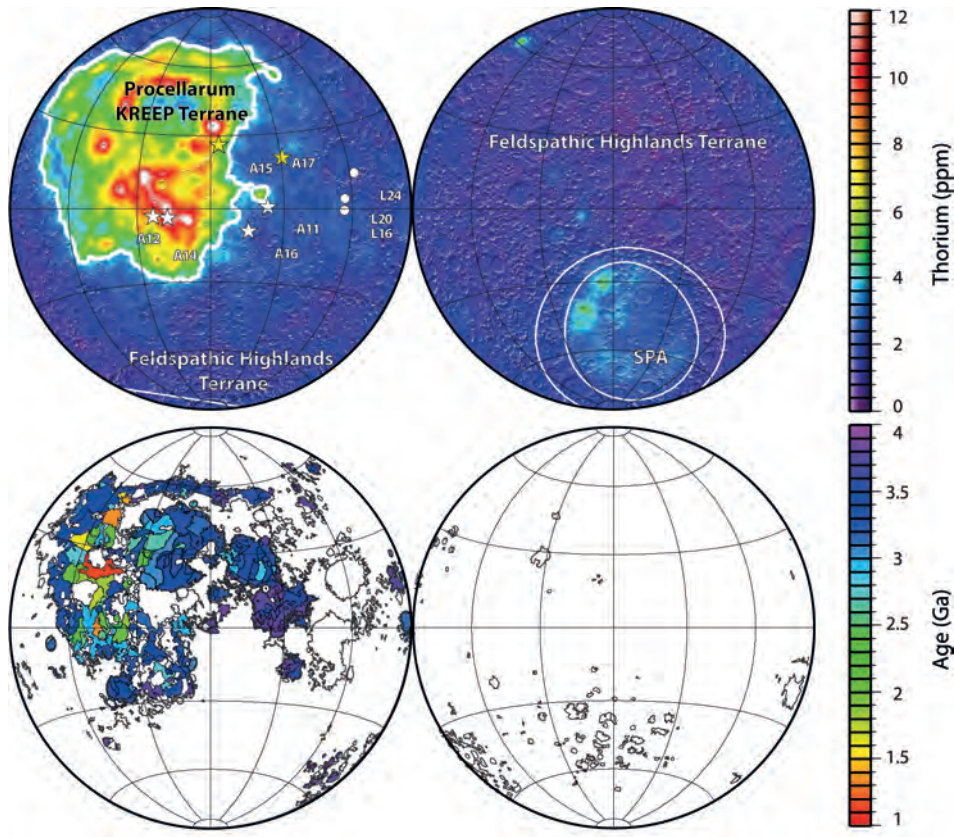 Procellarum
KREEP Terrane
A15
A17
L24
L20
L16
A11
A16
A12
A14
Feldspathic Highlands
Terrane
Feldspathic Highlands Terrane
SPA
12
10
8
6
4
2
0
Thorium (ppm)
4
3.5
3
2.5
2
1.5
1
Age (Ga)